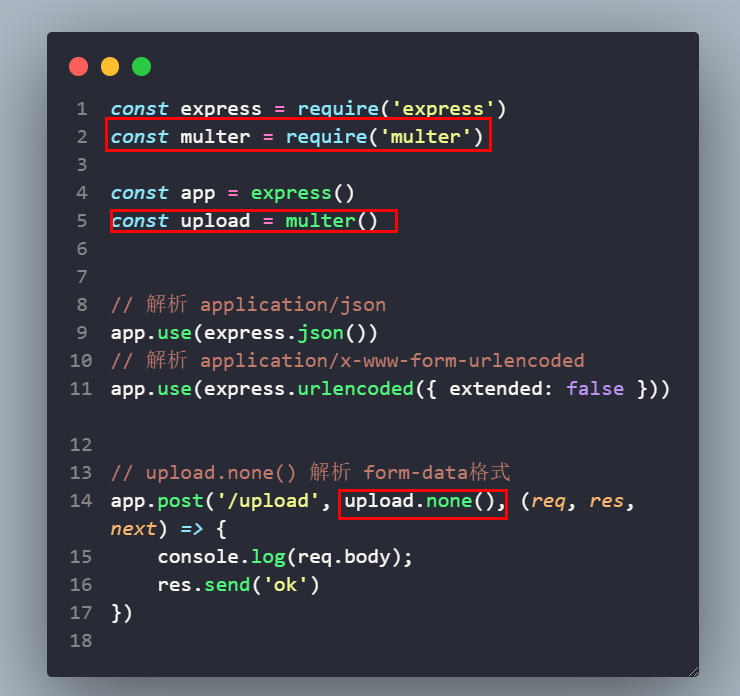 1 const express = require('express')
2 const multer = require('multer')
3
4 const app = express()
5 const upload = multer()
6
7
8 // 解析 application/json
9 app.use(express.json())
10 // 解析 application/x-www-form-urlencoded
11 app.use(express.urlencoded({ extended: false }))
12
13 // upload.none() 解析 form-data格式
14 app.post('/upload', upload.none(), (req, res,
next) => {
15     console.log(req.body);
16     res.send('ok')
17 })
18